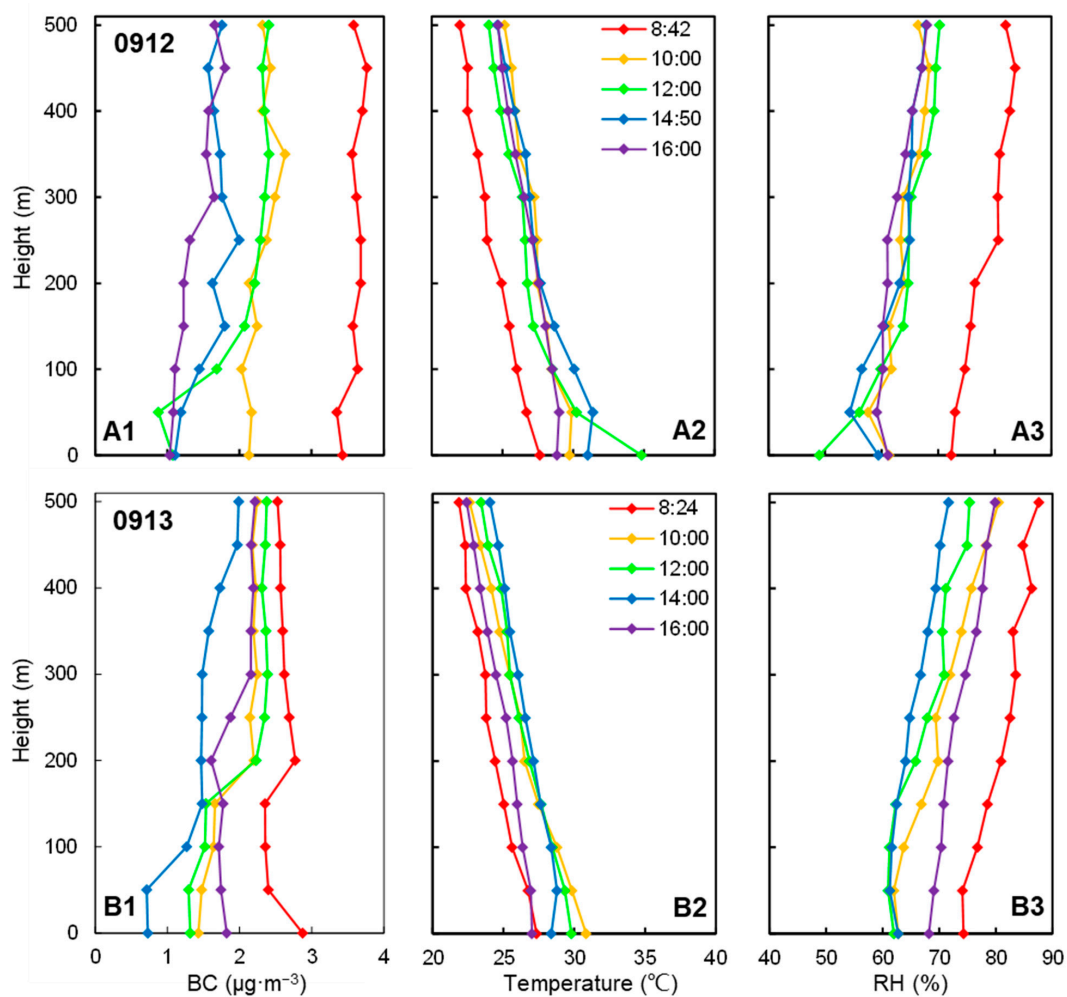 500
400
300
200
100
0
Height (m)
0912
A1
8:42
10:00
12:00
14:50
16:00
A2
A3
500
400
300
200
100
0
Height (m)
0913
B1
8:24
10:00
12:00
14:00
16:00
B2
B3
0 1 2 3 4
BC (µg·m⁻³)
20 25 30 35 40
Temperature (℃)
40 50 60 70 80 90
RH (%)